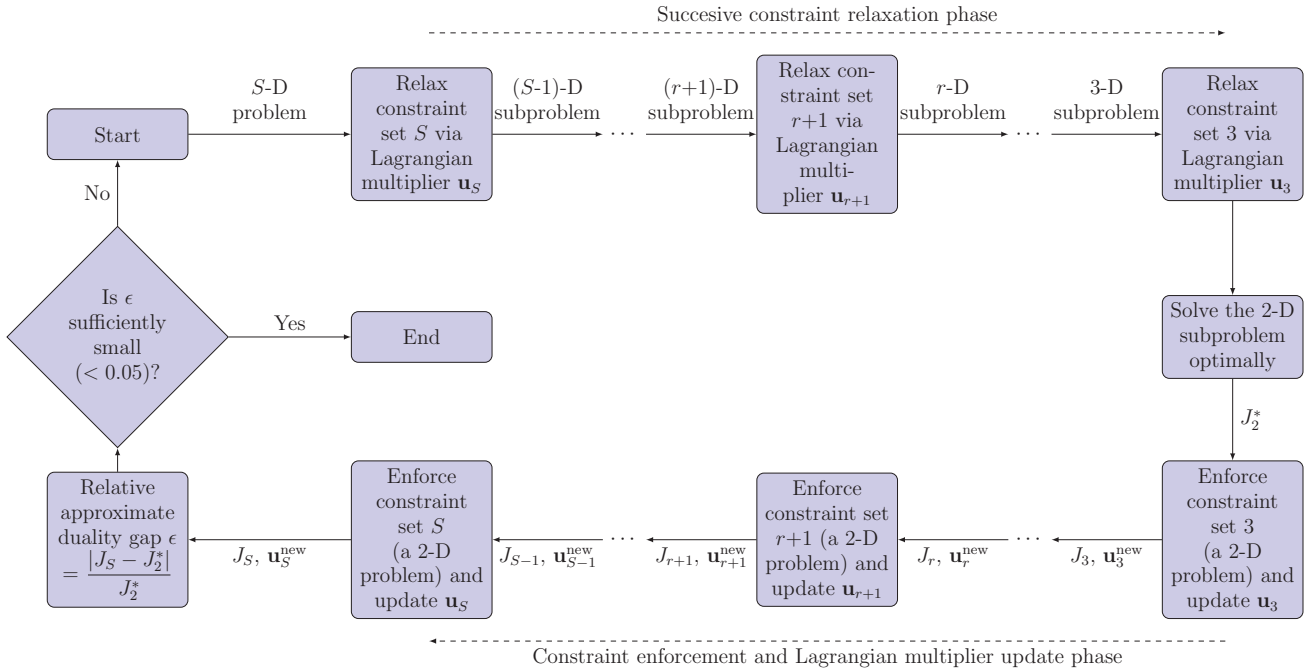 Succesive constraint relaxation phase
Start
S-D
problem
Relax
constraint
set S via
Lagrangian
multiplier u_S
(S-1)-D
subproblem
···
(r+1)-D
subproblem
Relax con-
straint set
r+1 via
Lagrangian
multi-
plier u_{r+1}
r-D
subproblem
···
3-D
subproblem
Relax
constraint
set 3 via
Lagrangian
multiplier u_3
No
Is ϵ
sufficiently
small
(< 0.05)?
Yes
End
Solve the 2-D
subproblem
optimally
J_2^*
Relative
approximate
duality gap ϵ
= |J_S − J_2^*| / J_2^*
J_S, u_S^new
Enforce
constraint
set S
(a 2-D
problem) and
update u_S
J_{S−1}, u_{S−1}^new
···
J_{r+1}, u_{r+1}^new
Enforce
constraint set
r+1 (a 2-D
problem) and
update u_{r+1}
J_r, u_r^new
···
J_3, u_3^new
Enforce
constraint
set 3
(a 2-D
problem) and
update u_3
Constraint enforcement and Lagrangian multiplier update phase